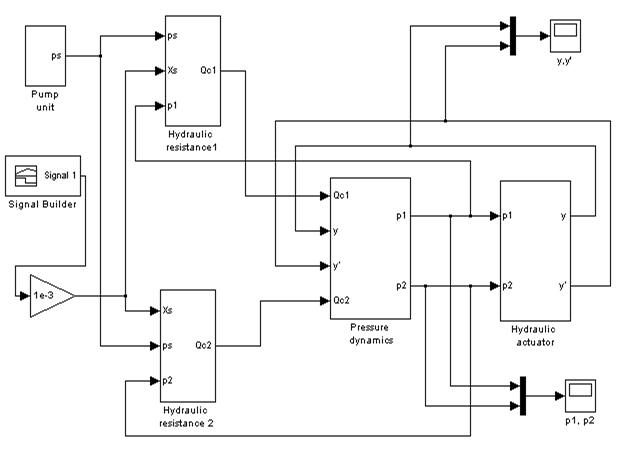 ps
Pump
unit
ps
Xs
p1
Qc1
Hydraulic
resistance1
y,y'
Signal 1
Signal Builder
1e-3
Xs
ps
p2
Qc2
Hydraulic
resistance 2
Qc1
y
y'
Qc2
p1
p2
Pressure
dynamics
p1
p2
y
y'
Hydraulic
actuator
p1, p2